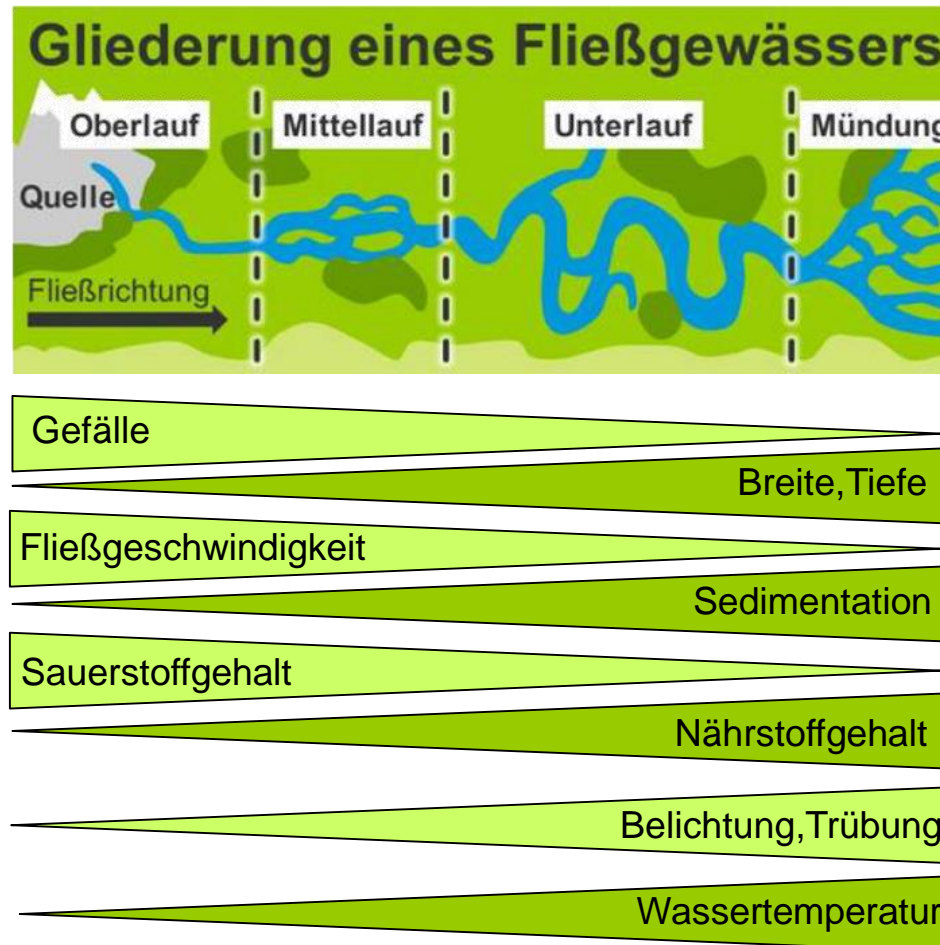 Gliederung eines Fließgewässers
Oberlauf Mittellauf Unterlauf Mündung
Quelle
Fließrichtung
Gefälle
Breite,Tiefe
Fließgeschwindigkeit
Sedimentation
Sauerstoffgehalt
Nährstoffgehalt
Belichtung,Trübung
Wassertemperatur